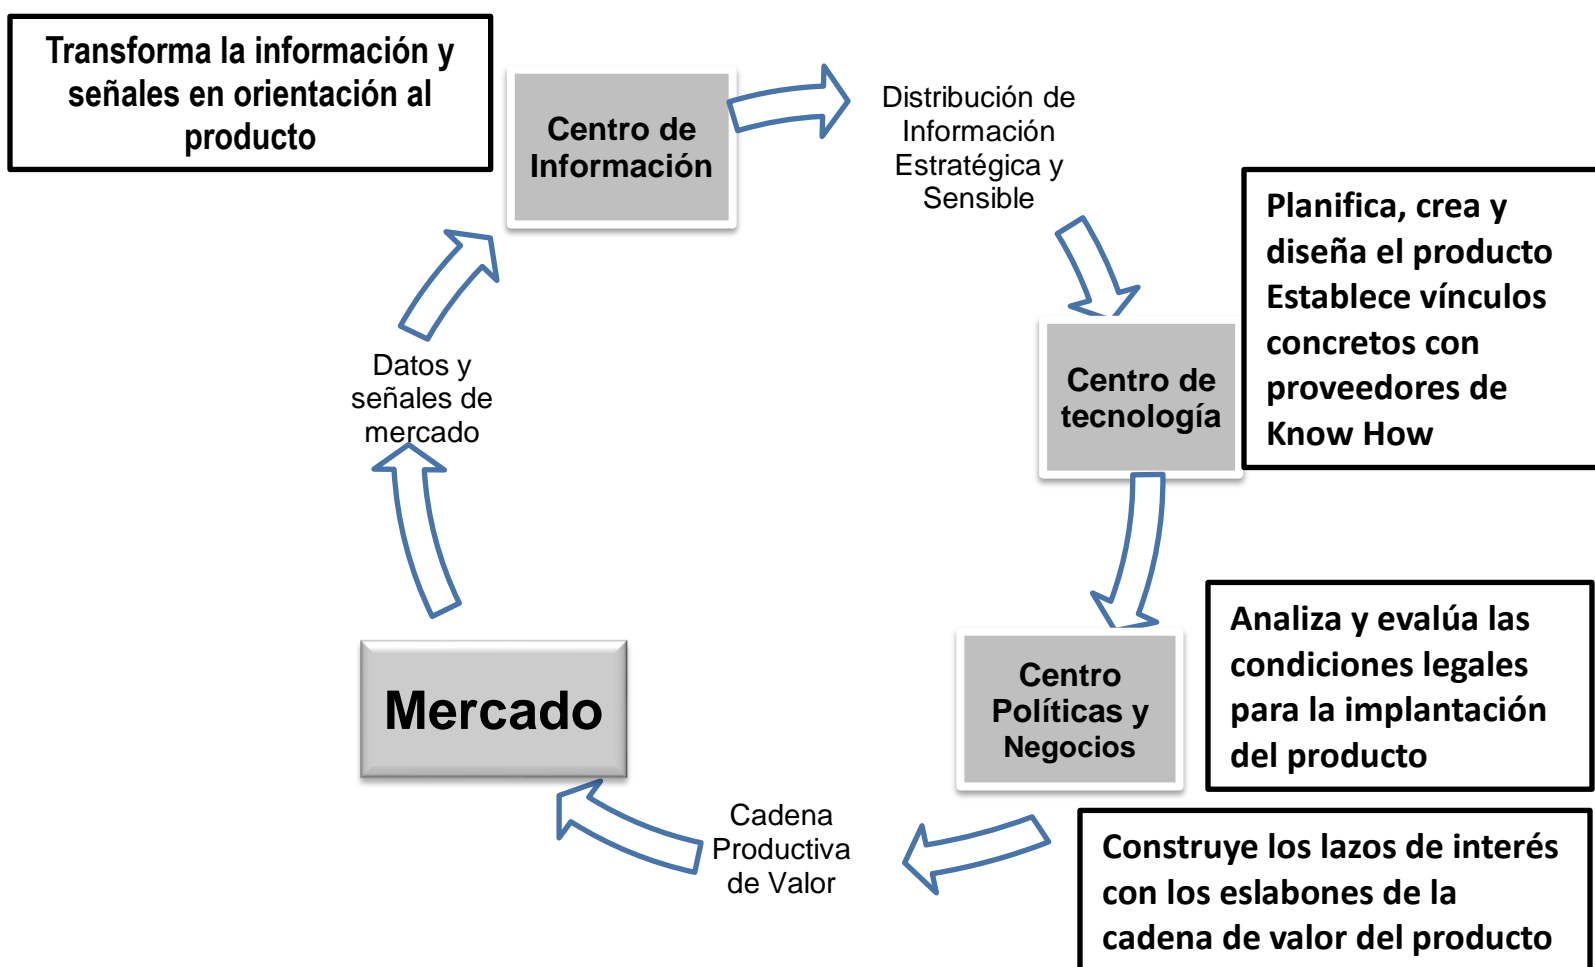 Transforma la información y
señales en orientación al
producto
Centro de
Información
Distribución de
Información
Estratégica y
Sensible
Planifica, crea y
diseña el producto
Establece vínculos
concretos con
proveedores de
Know How
Centro de
tecnología
Datos y
señales de
mercado
Analiza y evalúa las
condiciones legales
para la implantación
del producto
Centro
Políticas y
Negocios
Mercado
Cadena
Productiva
de Valor
Construye los lazos de interés
con los eslabones de la
cadena de valor del producto